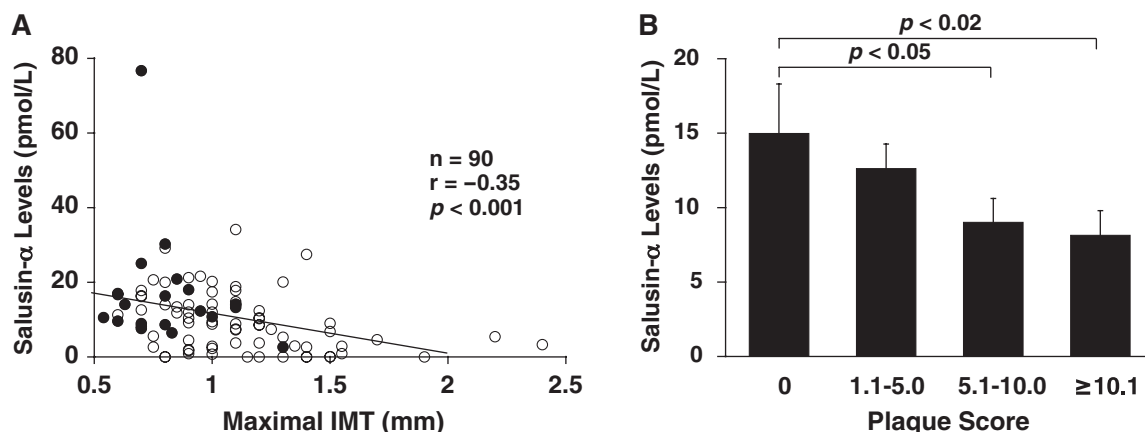 A
Salusin-α Levels (pmol/L)
80
60
40
20
0
n = 90
r = −0.35
p < 0.001
0.5 1 1.5 2 2.5
Maximal IMT (mm)
B
p < 0.02
p < 0.05
Salusin-α Levels (pmol/L)
20
15
10
5
0
0 1.1-5.0 5.1-10.0 ≥10.1
Plaque Score